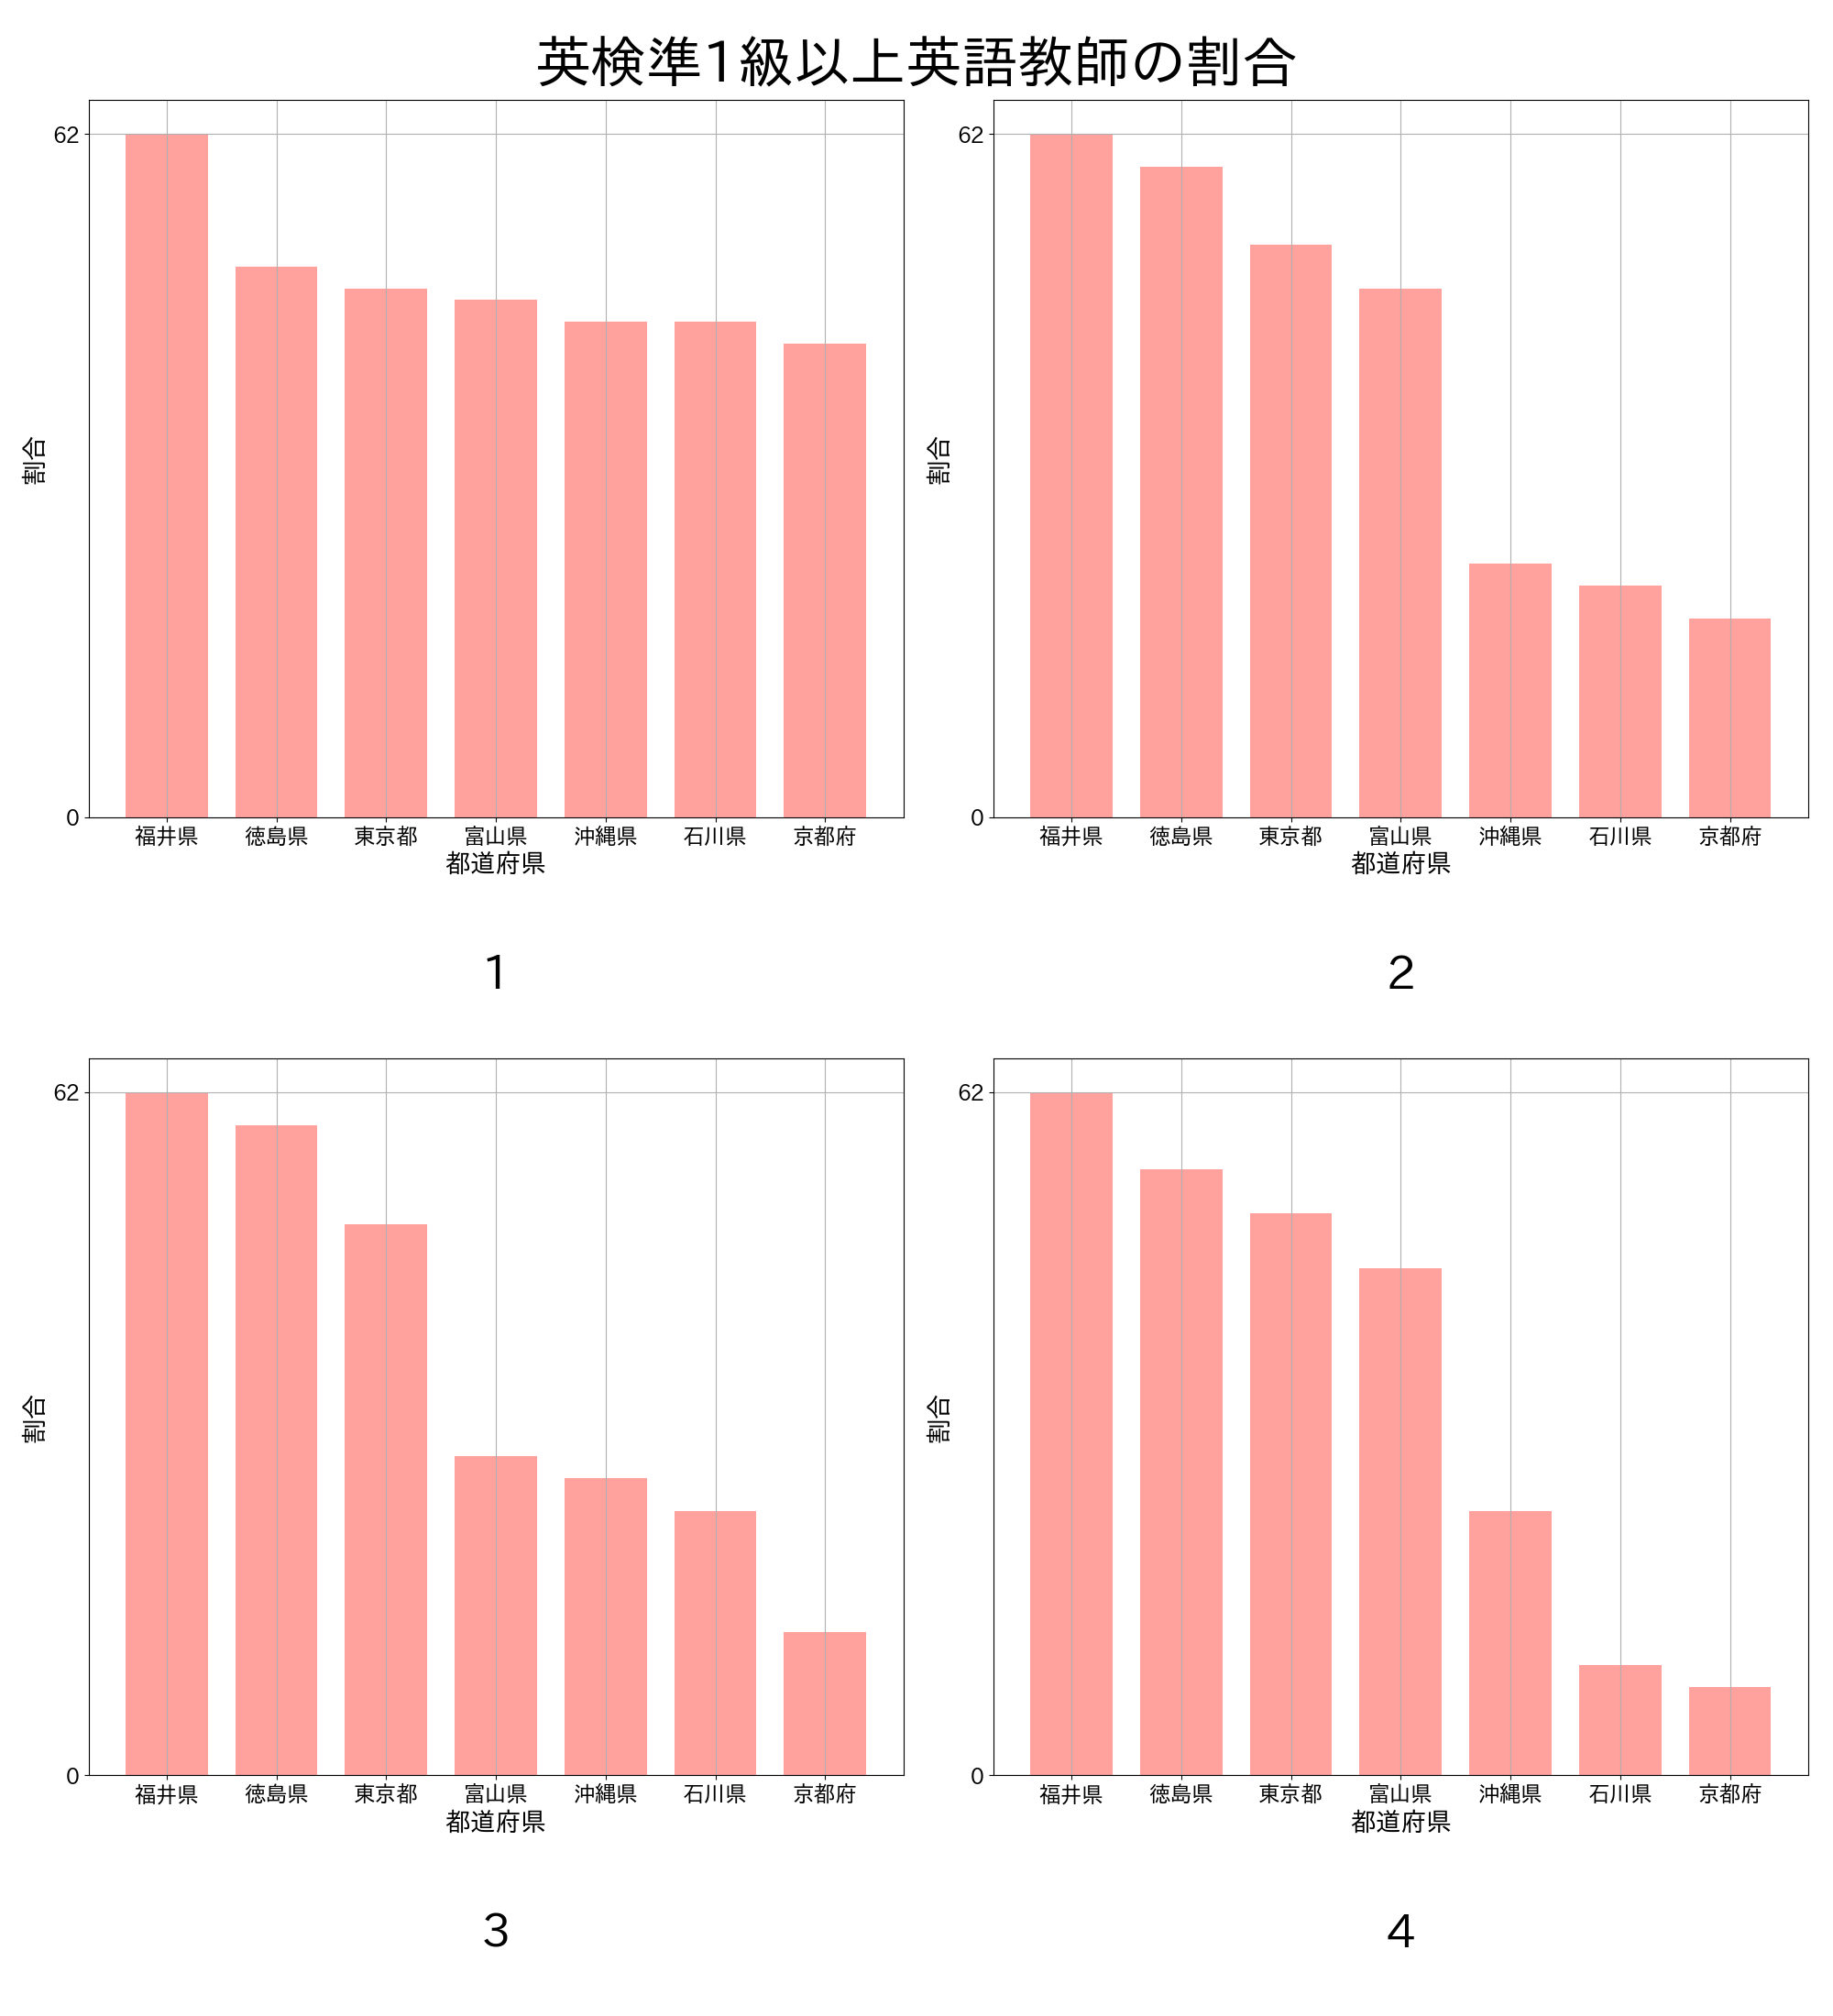 英検準1級以上英語教師の割合
62
0
割合
福井県 徳島県 東京都 富山県 沖縄県 石川県 京都府
都道府県
1
62
0
割合
福井県 徳島県 東京都 富山県 沖縄県 石川県 京都府
都道府県
2
62
0
割合
福井県 徳島県 東京都 富山県 沖縄県 石川県 京都府
都道府県
3
62
0
割合
福井県 徳島県 東京都 富山県 沖縄県 石川県 京都府
都道府県
4